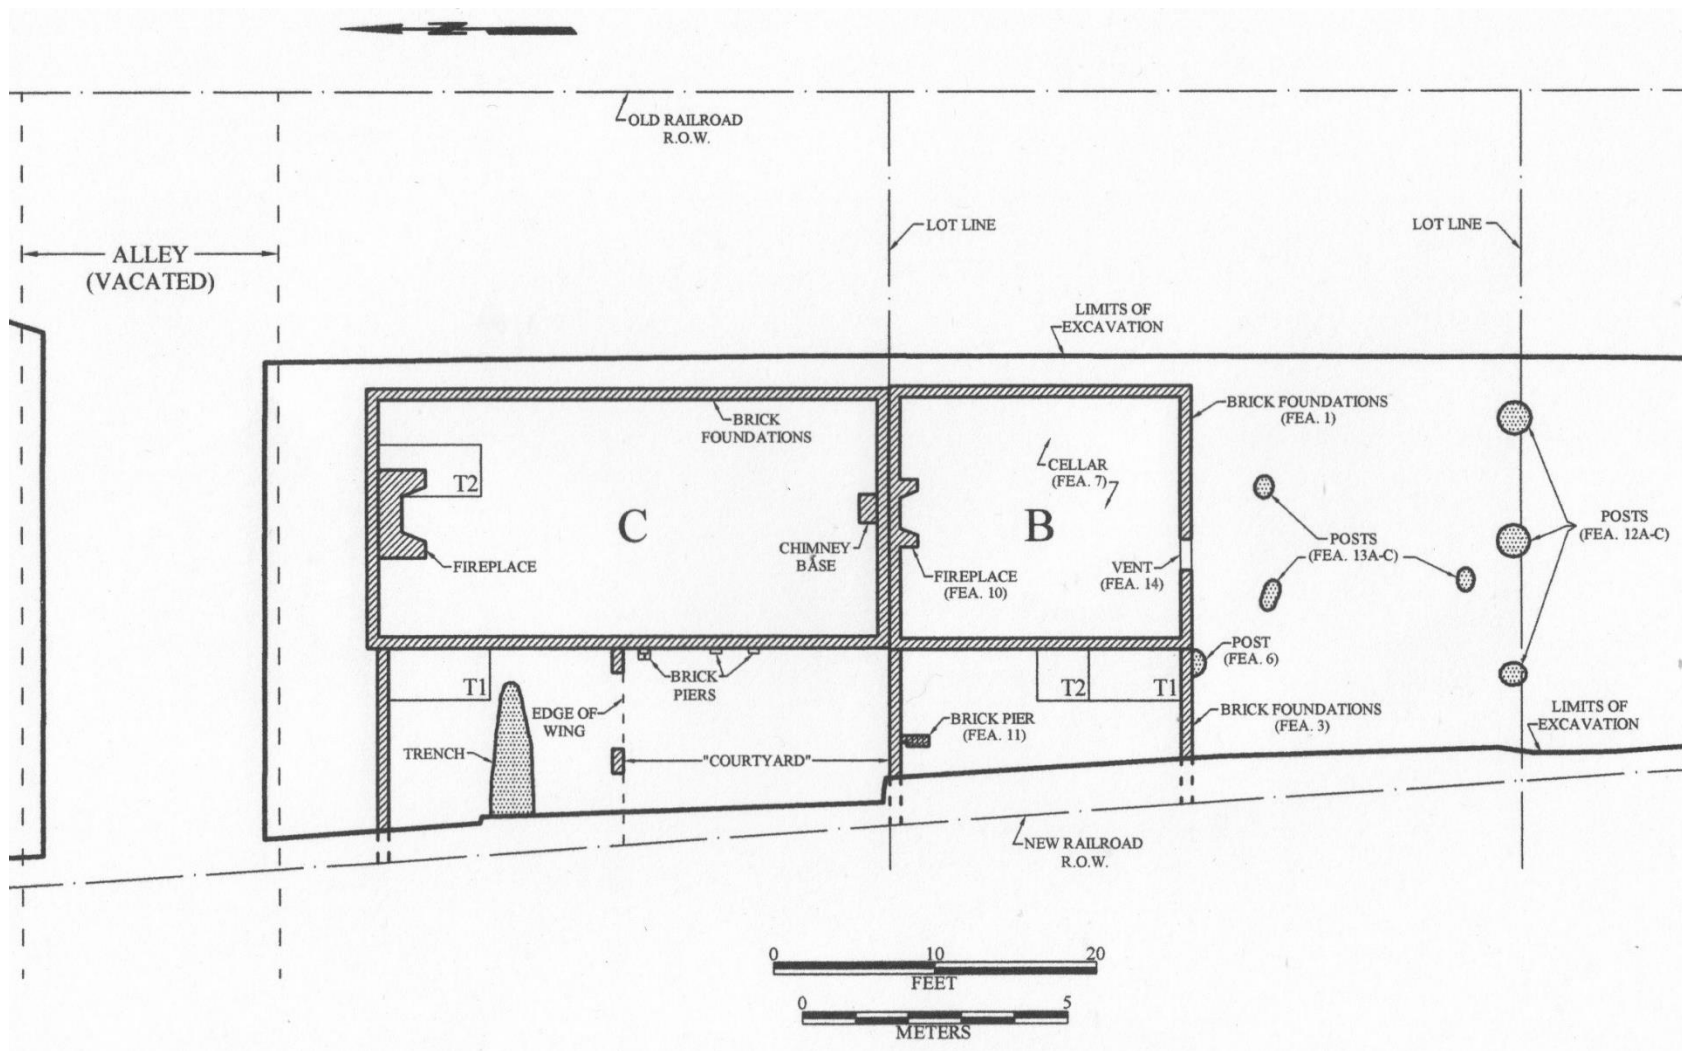 N
OLD RAILROAD
R.O.W.
LOT LINE
LOT LINE
ALLEY
(VACATED)
LIMITS OF
EXCAVATION
BRICK
FOUNDATIONS
BRICK FOUNDATIONS
(FEA. 1)
T2
CELLAR
(FEA. 7)
C
B
POSTS
(FEA. 12A-C)
POSTS
(FEA. 13A-C)
CHIMNEY
BASE
FIREPLACE
FIREPLACE
(FEA. 10)
VENT
(FEA. 14)
POST
(FEA. 6)
T1
BRICK
PIERS
T2
T1
EDGE OF
WING
BRICK PIER
(FEA. 11)
BRICK FOUNDATIONS
(FEA. 3)
LIMITS OF
EXCAVATION
TRENCH
"COURTYARD"
NEW RAILROAD
R.O.W.
0 10 20
FEET
0 5
METERS